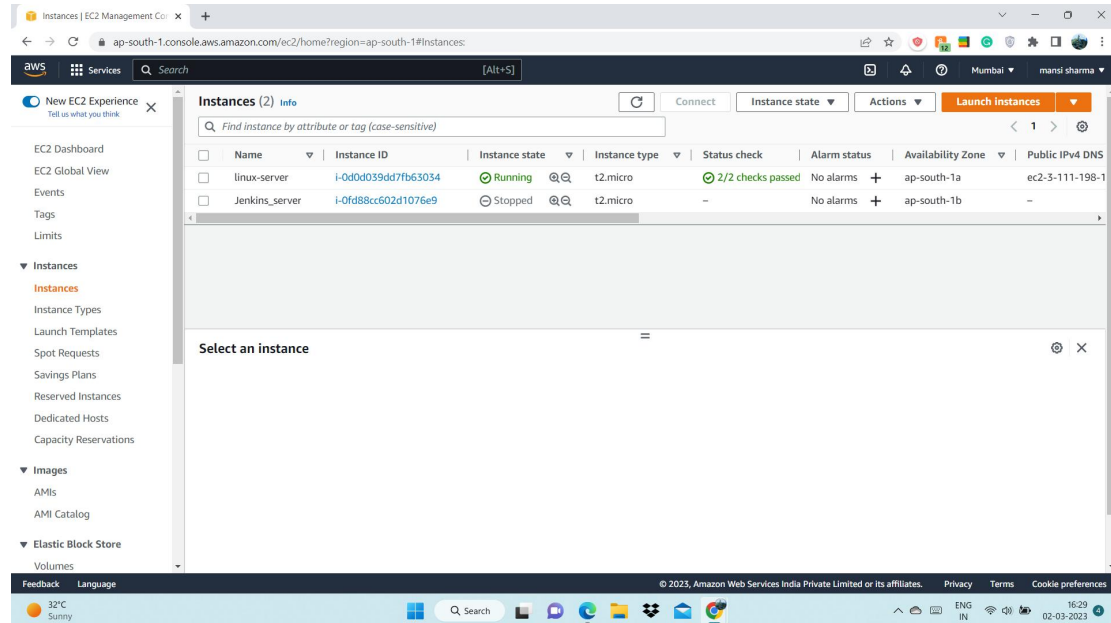 Instances | EC2 Management Cor
ap-south-1.console.aws.amazon.com/ec2/home?region=ap-south-1#Instances:
12
aws Services Search [Alt+S] Mumbai mansi sharma
New EC2 Experience
Tell us what you think
EC2 Dashboard
EC2 Global View
Events
Tags
Limits
Instances
Instances
Instance Types
Launch Templates
Spot Requests
Savings Plans
Reserved Instances
Dedicated Hosts
Capacity Reservations
Images
AMIs
AMI Catalog
Elastic Block Store
Volumes
Instances (2) Info Connect Instance state Actions Launch instances
Find instance by attribute or tag (case-sensitive) 1
Name Instance ID Instance state Instance type Status check Alarm status Availability Zone Public IPv4 DNS
linux-server i-0d0d039dd7fb63034 Running t2.micro 2/2 checks passed No alarms + ap-south-1a ec2-3-111-198-1
Jenkins_server i-0fd88cc602d1076e9 Stopped t2.micro – No alarms + ap-south-1b –
Select an instance
Feedback Language © 2023, Amazon Web Services India Private Limited or its affiliates. Privacy Terms Cookie preferences
32°C
Sunny
Search
ENG
IN
16:29
02-03-2023
4